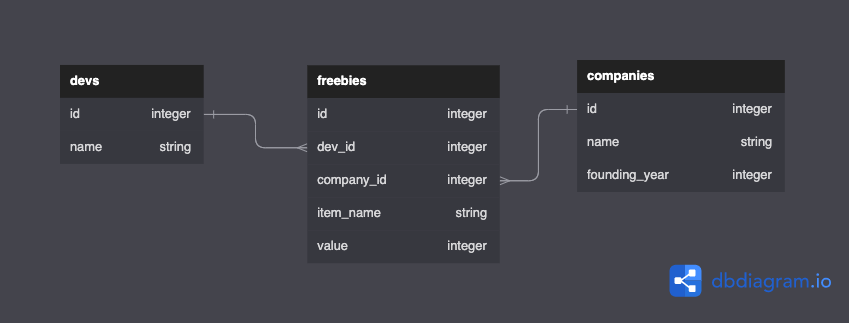 devs
id integer
name string
freebies
id integer
dev_id integer
company_id integer
item_name string
value integer
companies
id integer
name string
founding_year integer
dbdiagram.io